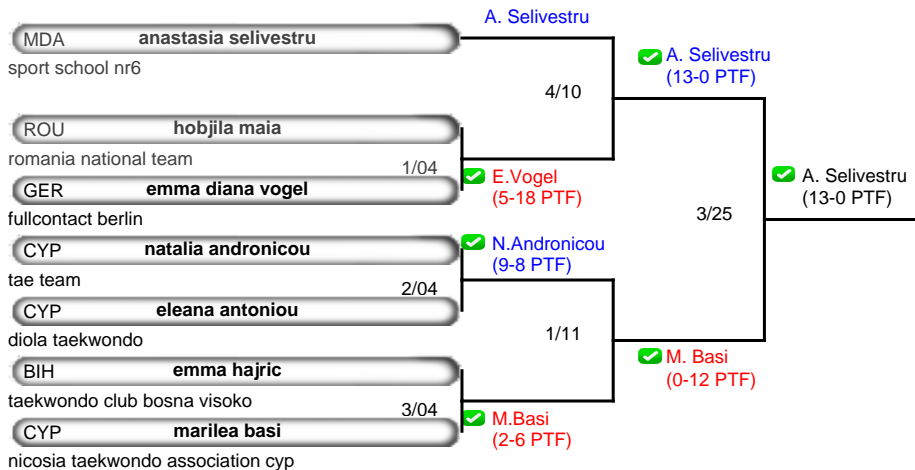 A. Selivestru
MDA anastasia selivestru
sport school nr6
A. Selivestru
(13-0 PTF)
4/10
ROU hobjila maia
romania national team
1/04
E.Vogel
(5-18 PTF)
GER emma diana vogel
fullcontact berlin
A. Selivestru
(13-0 PTF)
3/25
CYP natalia andronicou
tae team
N.Andronicou
(9-8 PTF)
2/04
CYP eleana antoniou
diola taekwondo
1/11
M. Basi
(0-12 PTF)
BIH emma hajric
taekwondo club bosna visoko
3/04
M.Basi
(2-6 PTF)
CYP marilea basi
nicosia taekwondo association cyp